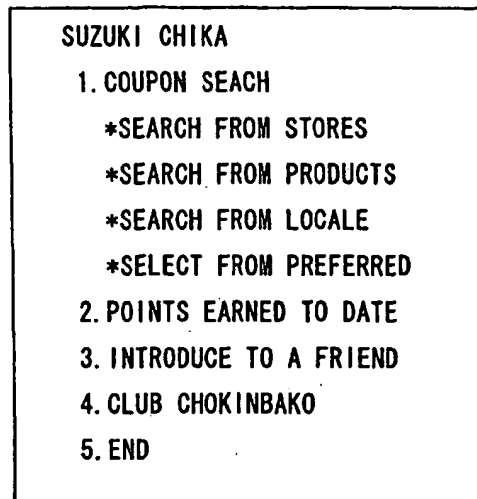 SUZUKI CHIKA
1. COUPON SEACH
*SEARCH FROM STORES
*SEARCH FROM PRODUCTS
*SEARCH FROM LOCALE
*SELECT FROM PREFERRED
2. POINTS EARNED TO DATE
3. INTRODUCE TO A FRIEND
4. CLUB CHOKINBAKO
5. END